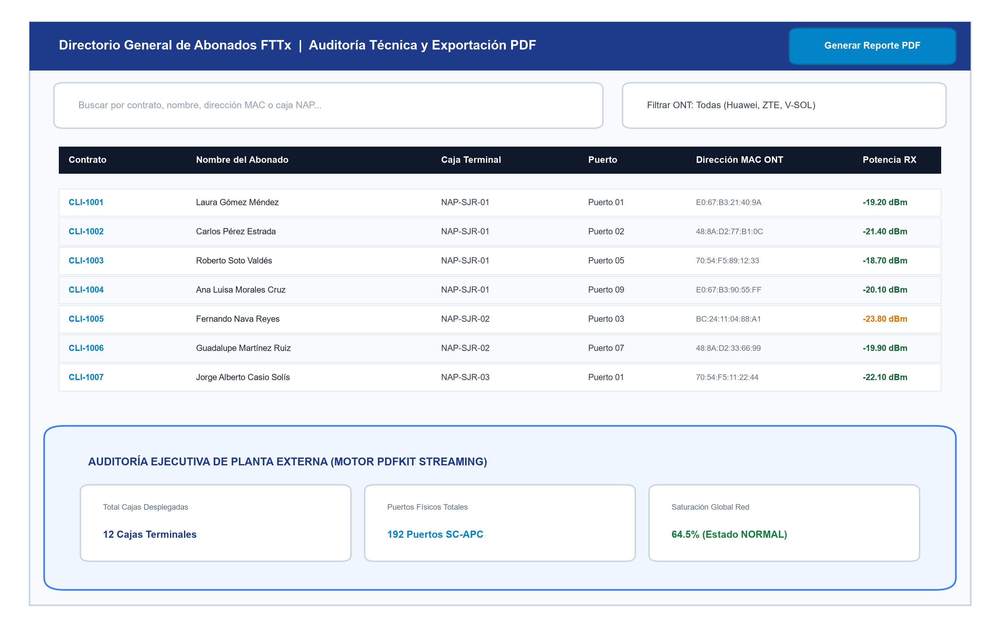 Directorio General de Abonados FTTx | Auditoría Técnica y Exportación PDF
Generar Reporte PDF
Buscar por contrato, nombre, dirección MAC o caja NAP...
Filtrar ONT: Todas (Huawei, ZTE, V-SOL)
Contrato Nombre del Abonado Caja Terminal Puerto Dirección MAC ONT Potencia RX
CLI-1001 Laura Gómez Méndez NAP-SJR-01 Puerto 01 E0:67:B3:21:40:9A -19.20 dBm
CLI-1002 Carlos Pérez Estrada NAP-SJR-01 Puerto 02 48:8A:D2:77:B1:0C -21.40 dBm
CLI-1003 Roberto Soto Valdés NAP-SJR-01 Puerto 05 70:54:F5:89:12:33 -18.70 dBm
CLI-1004 Ana Luisa Morales Cruz NAP-SJR-01 Puerto 09 E0:67:B3:90:55:FF -20.10 dBm
CLI-1005 Fernando Nava Reyes NAP-SJR-02 Puerto 03 BC:24:11:04:88:A1 -23.80 dBm
CLI-1006 Guadalupe Martínez Ruiz NAP-SJR-02 Puerto 07 48:8A:D2:33:66:99 -19.90 dBm
CLI-1007 Jorge Alberto Casio Solís NAP-SJR-03 Puerto 01 70:54:F5:11:22:44 -22.10 dBm
AUDITORÍA EJECUTIVA DE PLANTA EXTERNA (MOTOR PDFKIT STREAMING)
Total Cajas Desplegadas
12 Cajas Terminales
Puertos Físicos Totales
192 Puertos SC-APC
Saturación Global Red
64.5% (Estado NORMAL)